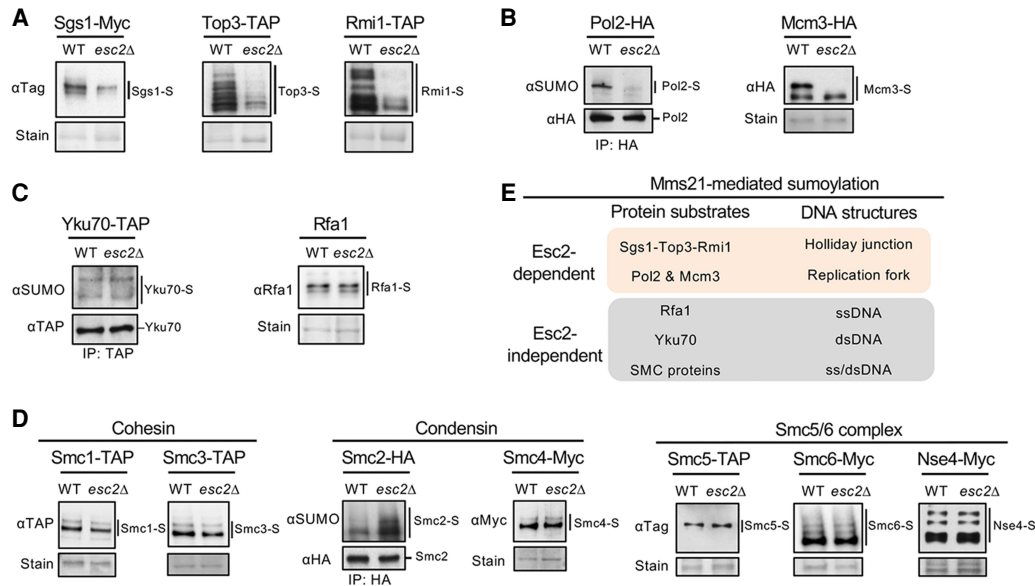 A
Sgs1-Myc Top3-TAP Rmi1-TAP
WT esc2Δ WT esc2Δ WT esc2Δ
αTag Sgs1-S Top3-S Rmi1-S
Stain
B
Pol2-HA Mcm3-HA
WT esc2Δ WT esc2Δ
αSUMO Pol2-S αHA Mcm3-S
αHA Pol2 Stain
IP: HA
C
Yku70-TAP Rfa1
WT esc2Δ WT esc2Δ
αSUMO Yku70-S αRfa1 Rfa1-S
αTAP Yku70 Stain
IP: TAP
E
Mms21-mediated sumoylation
Protein substrates DNA structures
Esc2-
dependent
Sgs1-Top3-Rmi1 Holliday junction
Pol2 & Mcm3 Replication fork
Esc2-
independent
Rfa1 ssDNA
Yku70 dsDNA
SMC proteins ss/dsDNA
D
Cohesin Condensin Smc5/6 complex
Smc1-TAP Smc3-TAP Smc2-HA Smc4-Myc Smc5-TAP Smc6-Myc Nse4-Myc
WT esc2Δ WT esc2Δ WT esc2Δ WT esc2Δ WT esc2Δ WT esc2Δ WT esc2Δ
αTAP Smc1-S Smc3-S αSUMO Smc2-S αMyc Smc4-S αTag Smc5-S Smc6-S Nse4-S
Stain αHA Smc2 Stain Stain
IP: HA